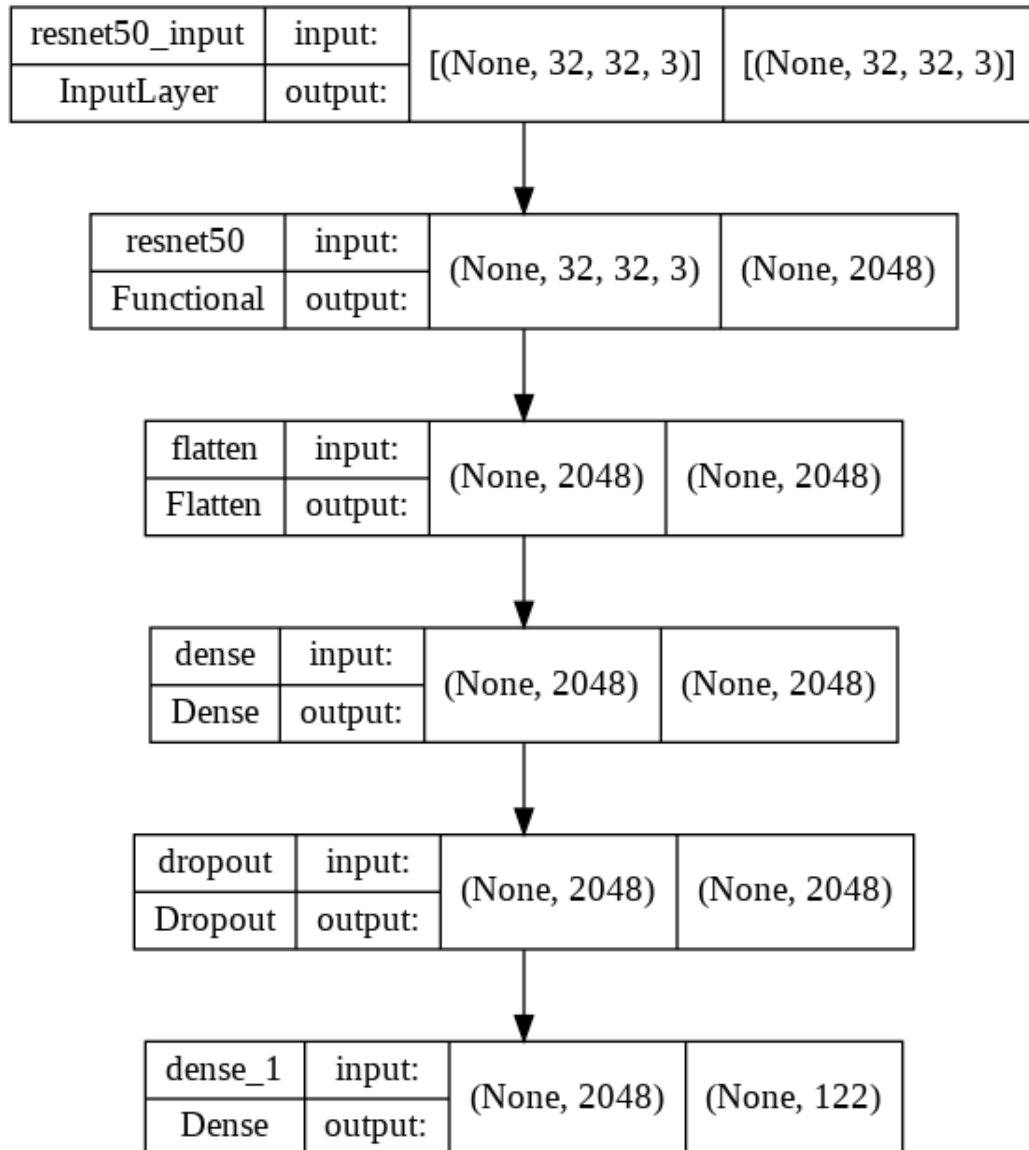 resnet50_input input: [(None, 32, 32, 3)] [(None, 32, 32, 3)]
InputLayer output:
resnet50 input: (None, 32, 32, 3) (None, 2048)
Functional output:
flatten input: (None, 2048) (None, 2048)
Flatten output:
dense input: (None, 2048) (None, 2048)
Dense output:
dropout input: (None, 2048) (None, 2048)
Dropout output:
dense_1 input: (None, 2048) (None, 122)
Dense output: